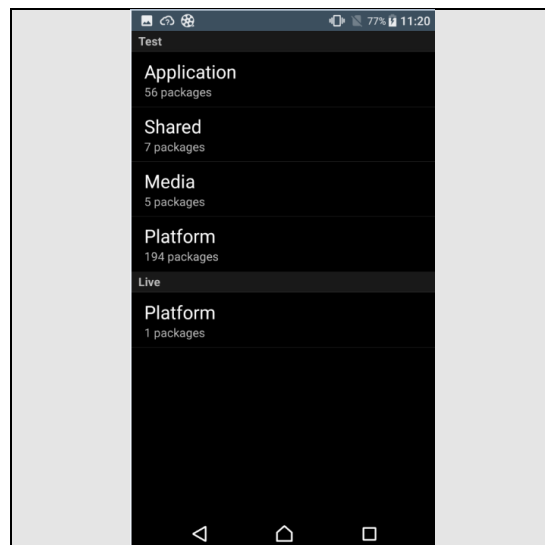 77% 11:20
Test
Application
56 packages
Shared
7 packages
Media
5 packages
Platform
194 packages
Live
Platform
1 packages